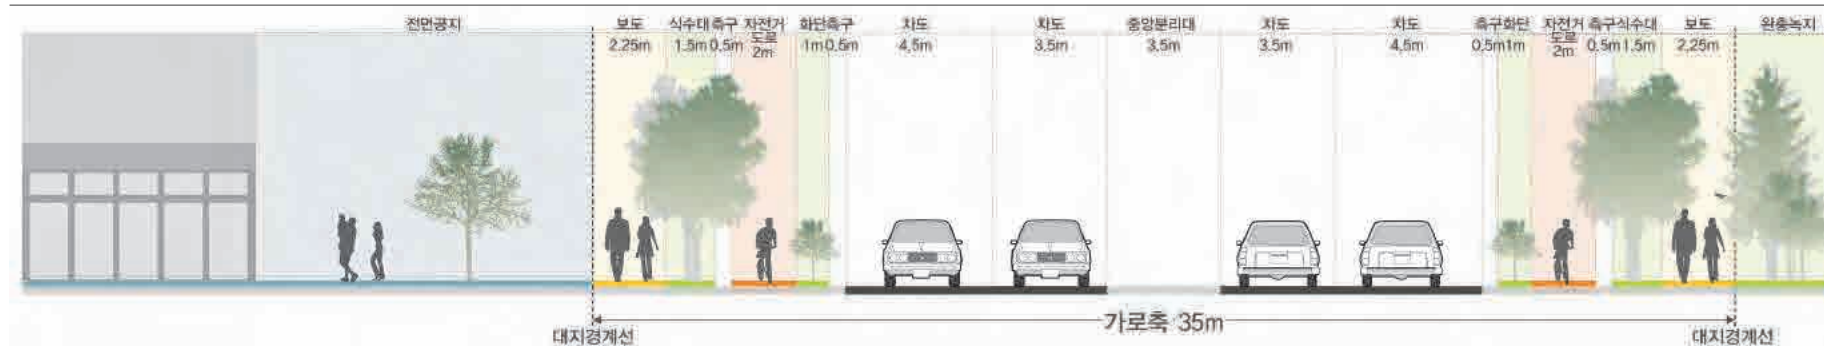 전면공지
보도
2.25m
식수대 측구
1.5m 0.5m
자전거
도로
2m
화단측구
1m 0.5m
차도
4.5m
차도
3.5m
중앙분리대
3.5m
차도
3.5m
차도
4.5m
측구화단
0.5m1m
자전거
도로
2m
측구식수대
0.5m 1.5m
보도
2.25m
완충녹지
가로축 35m
대지경계선
대지경계선